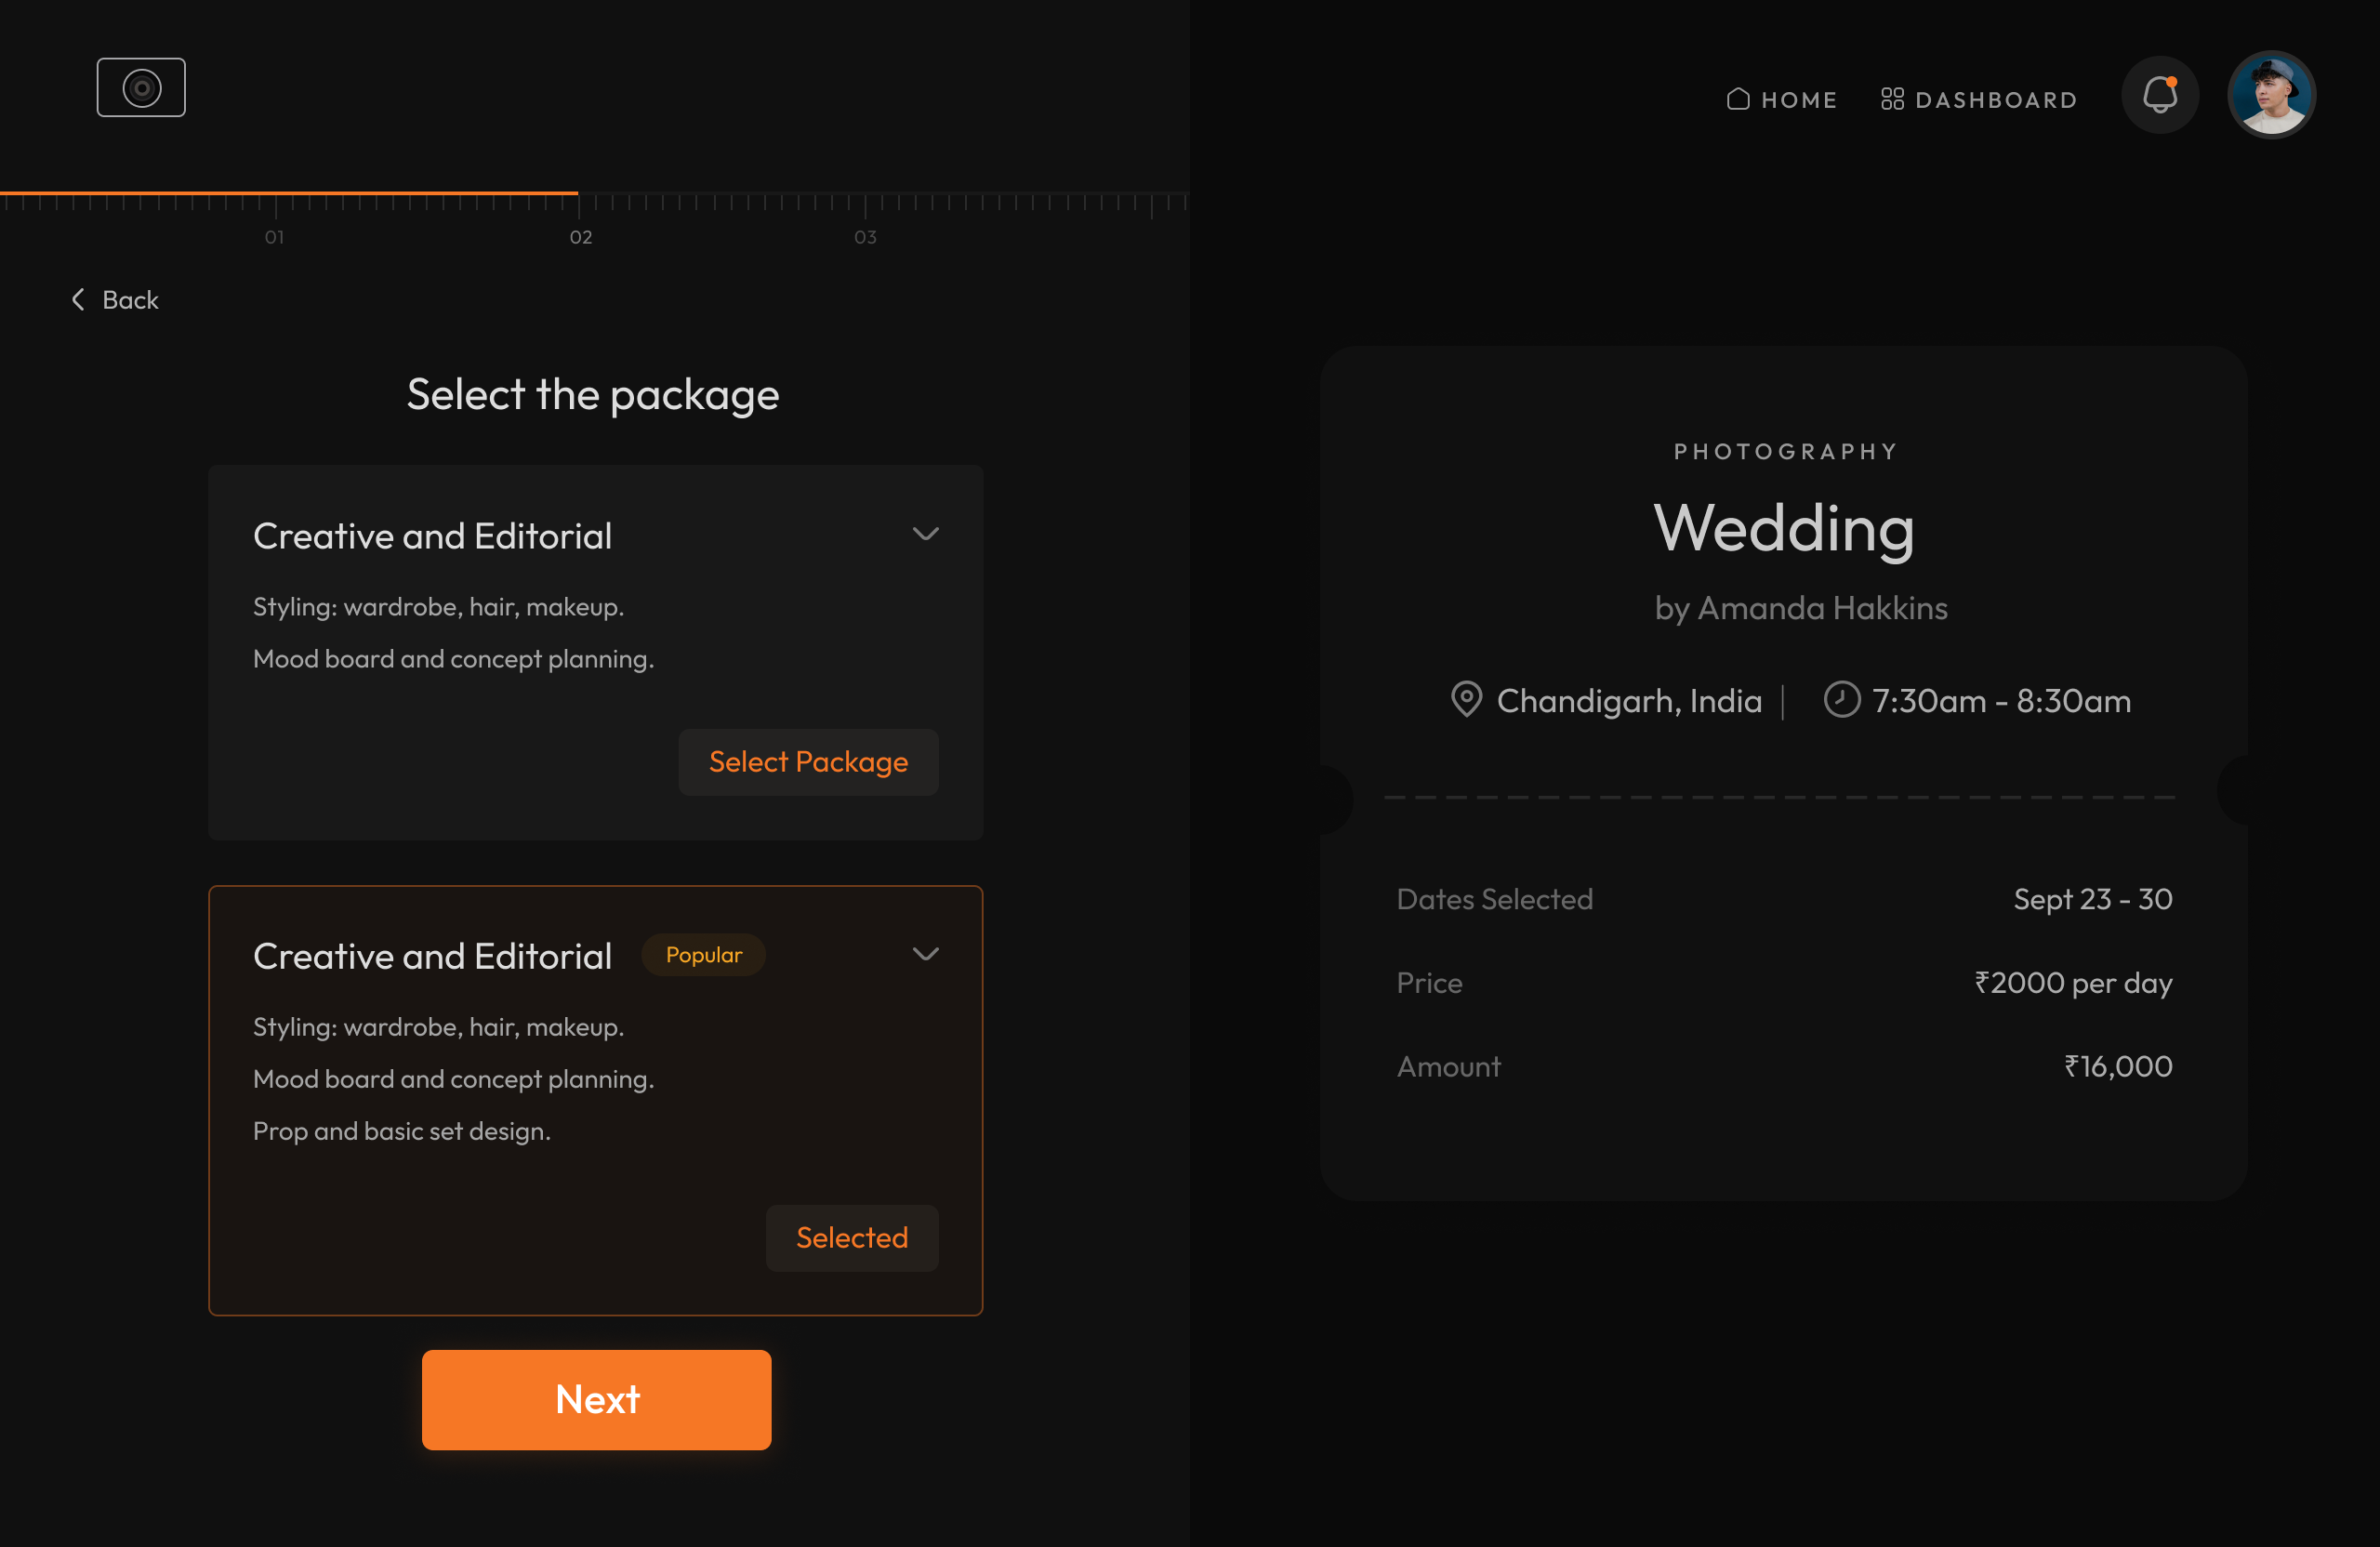 HOME
DASHBOARD
01
02
03
Back
Select the package
Creative and Editorial
Styling: wardrobe, hair, makeup.
Mood board and concept planning.
Select Package
Creative and Editorial
Popular
Styling: wardrobe, hair, makeup.
Mood board and concept planning.
Prop and basic set design.
Selected
Next
PHOTOGRAPHY
Wedding
by Amanda Hakkins
Chandigarh, India
7:30am - 8:30am
Dates Selected
Sept 23 - 30
Price
₹2000 per day
Amount
₹16,000